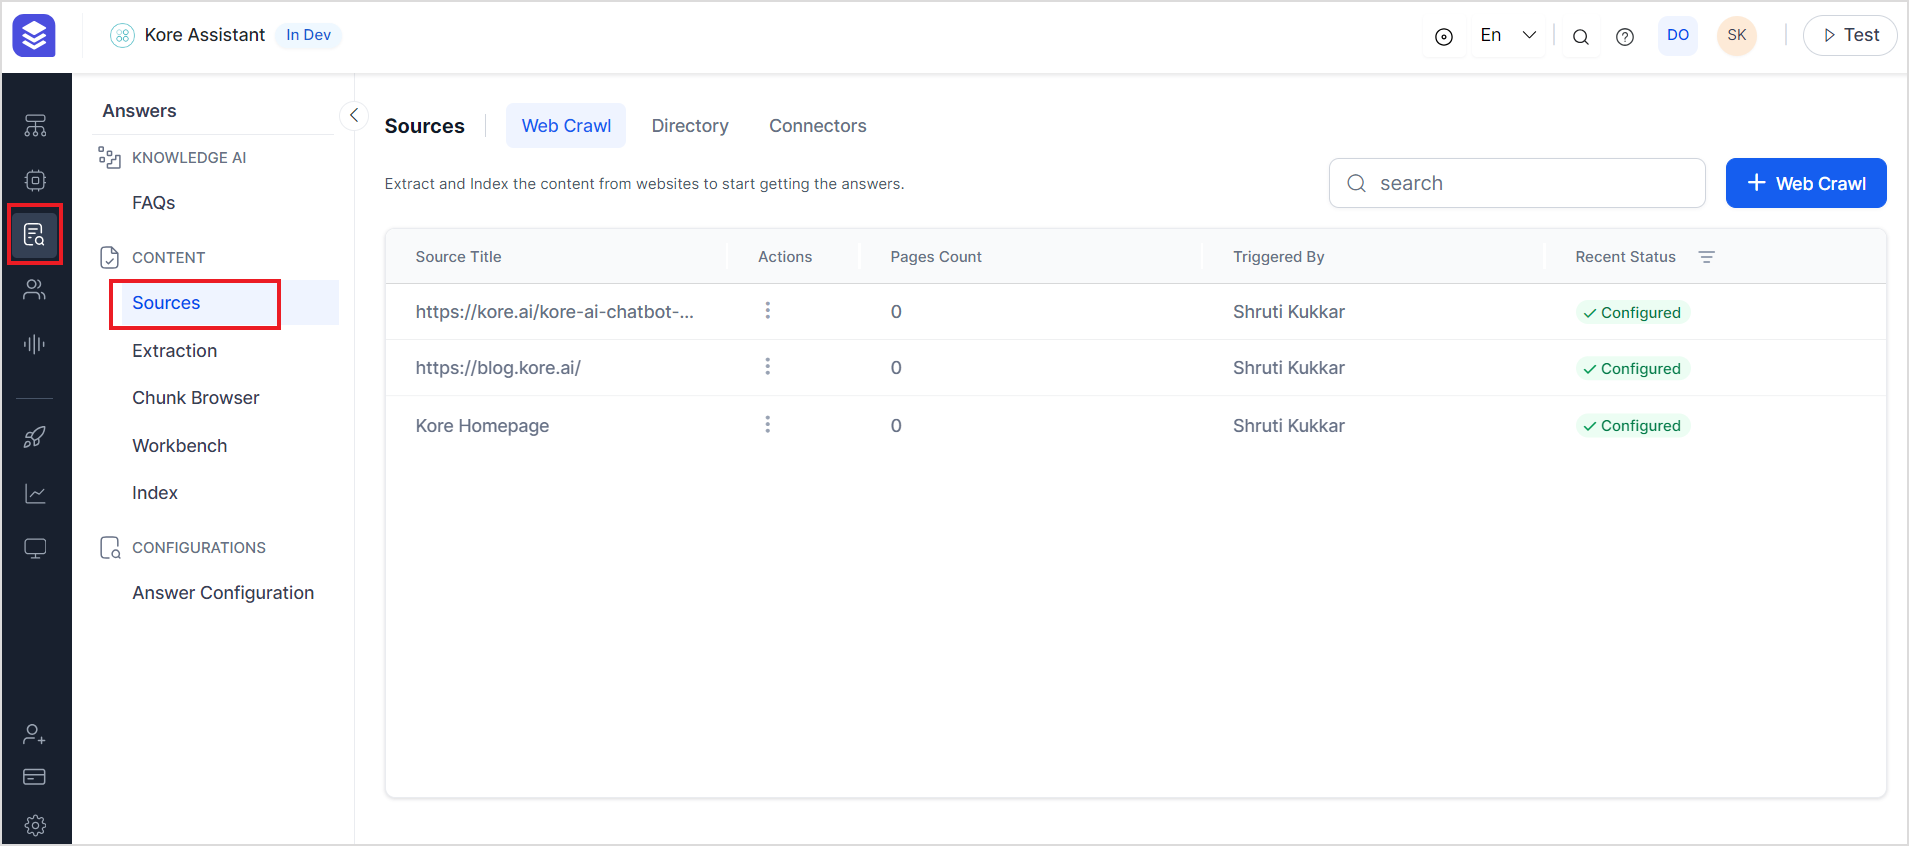 Kore Assistant In Dev En DO SK Test
Answers
KNOWLEDGE AI
FAQs
CONTENT
Sources
Extraction
Chunk Browser
Workbench
Index
CONFIGURATIONS
Answer Configuration
Sources Web Crawl Directory Connectors
Extract and Index the content from websites to start getting the answers.
search
Web Crawl
Source Title Actions Pages Count Triggered By Recent Status
https://kore.ai/kore-ai-chatbot-... 0 Shruti Kukkar Configured
https://blog.kore.ai/ 0 Shruti Kukkar Configured
Kore Homepage 0 Shruti Kukkar Configured